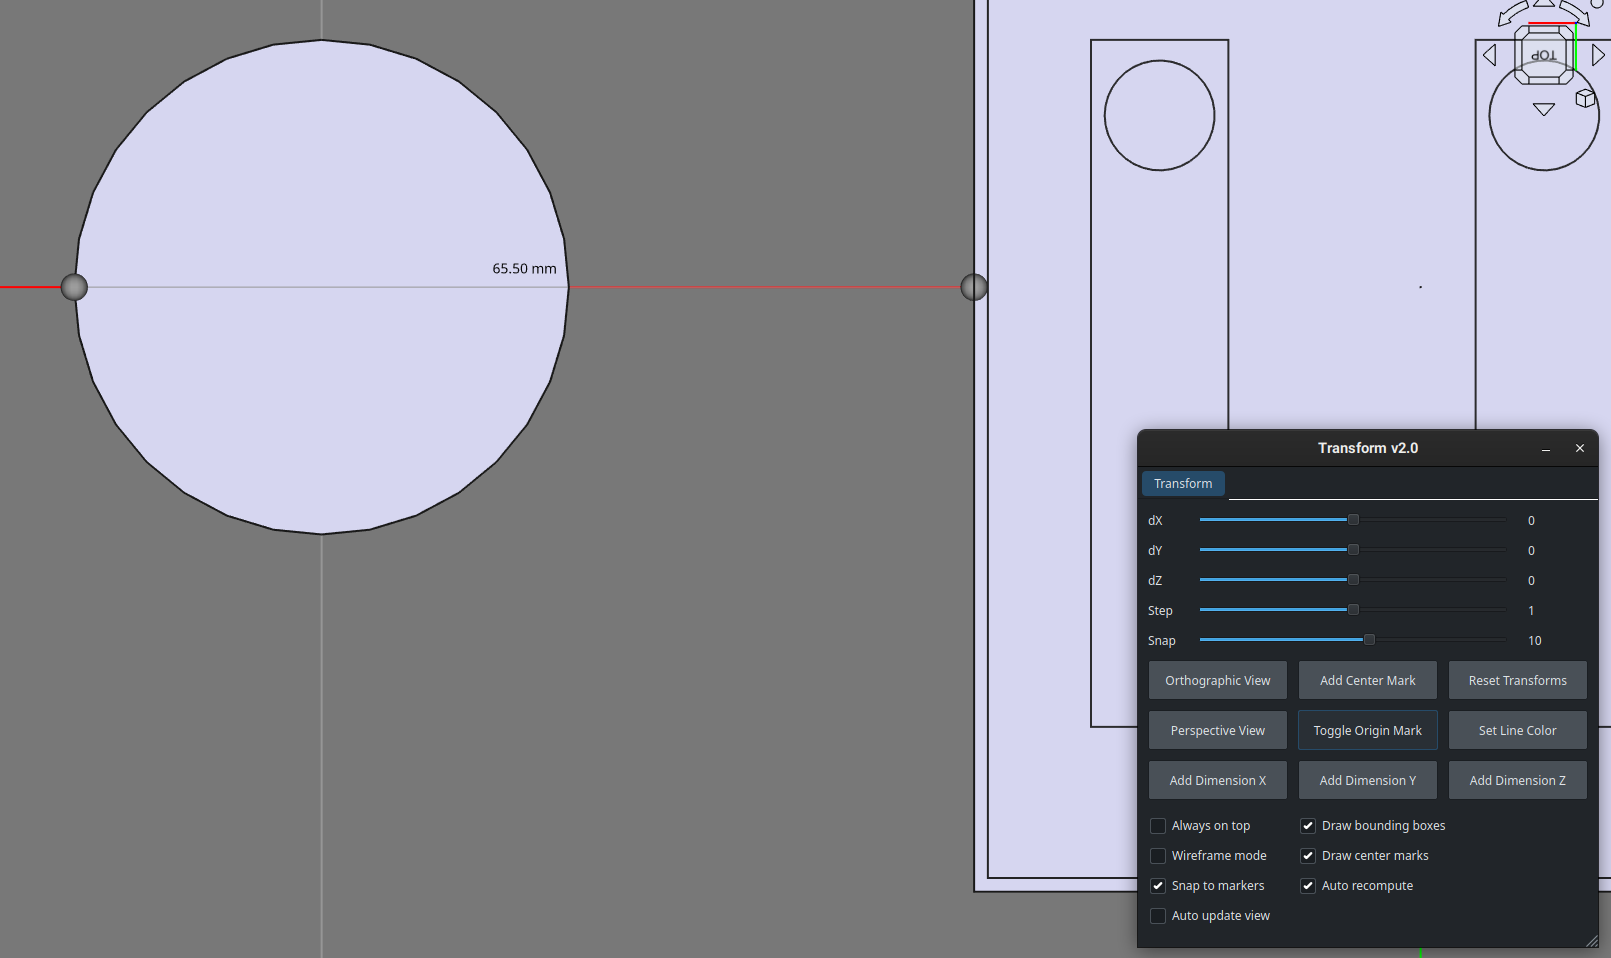 TOP
65.50 mm
Transform v2.0
Transform
dX 0
dY 0
dZ 0
Step 1
Snap 10
Orthographic View Add Center Mark Reset Transforms
Perspective View Toggle Origin Mark Set Line Color
Add Dimension X Add Dimension Y Add Dimension Z
Always on top Draw bounding boxes
Wireframe mode Draw center marks
Snap to markers Auto recompute
Auto update view